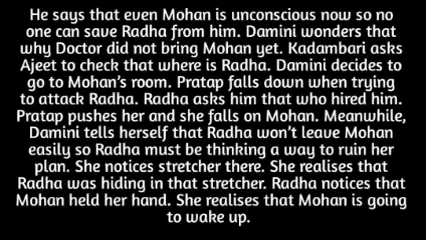 He says that even Mohan is unconscious now so no
one can save Radha from him. Damini wonders that
why Doctor did not bring Mohan yet. Kadambari asks
Ajeet to check that where is Radha. Damini decides to
go to Mohan's room. Pratap falls down when trying
to attack Radha. Radha asks him that who hired him.
Pratap pushes her and she falls on Mohan. Meanwhile,
Damini tells herself that Radha won't leave Mohan
easily so Radha must be thinking a way to ruin her
plan. She notices stretcher there. She realises that
Radha was hiding in that stretcher. Radha notices that
Mohan held her hand. She realises that Mohan is going
to wake up.